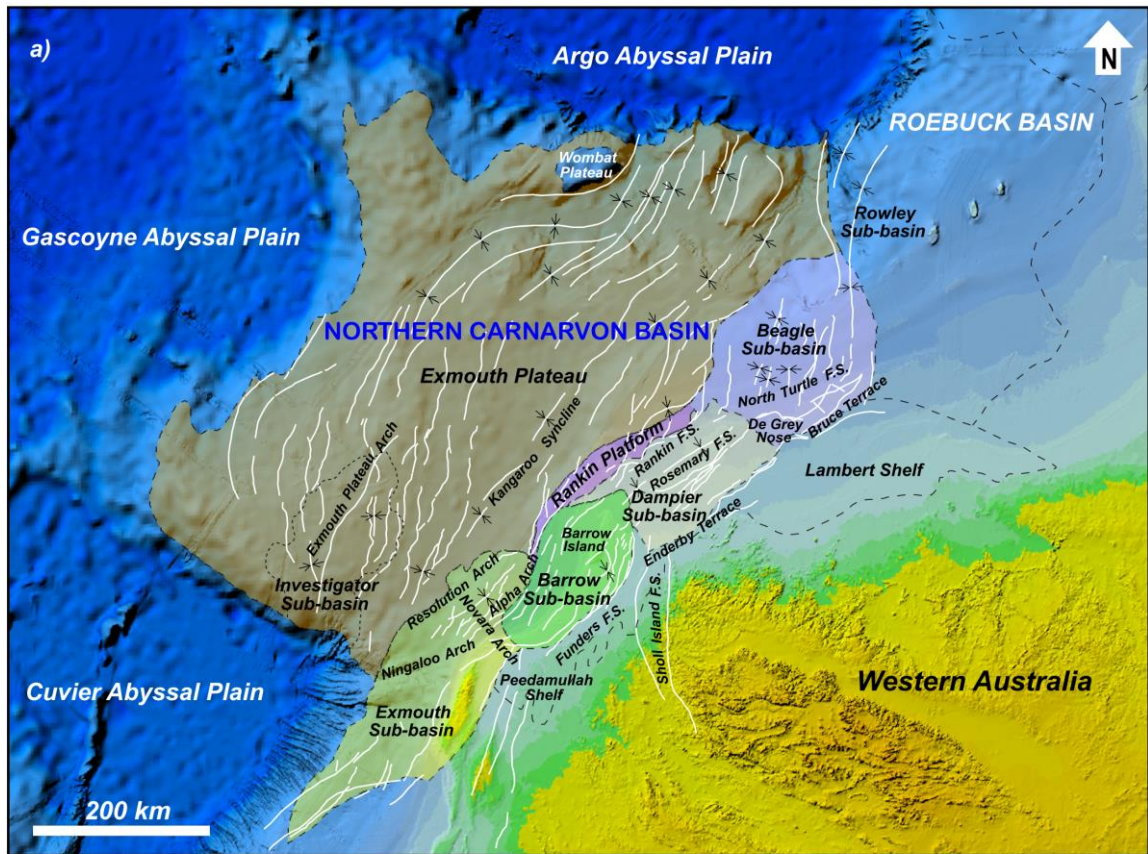 a)
Argo Abyssal Plain
N
ROEBUCK BASIN
Wombat
Plateau
Rowley
Sub-basin
Gascoyne Abyssal Plain
NORTHERN CARNARVON BASIN
Beagle
Sub-basin
Exmouth Plateau
North Turtle F.S.
De Grey
Nose
Bruce Terrace
Kangaroo Syncline
Rankin Platform
Rankin F.S.
Rosemary F.S.
Lambert Shelf
Exmouth Plateau Arch
Dampier
Sub-basin
Enderby Terrace
Barrow
Island
Investigator
Sub-basin
Resolution Arch
Alpha Arch
Barrow
Sub-basin
Novara Arch
Funders F.S.
Sholl Island F.S.
Ningaloo Arch
Peedamullah
Shelf
Western Australia
Cuvier Abyssal Plain
Exmouth
Sub-basin
200 km